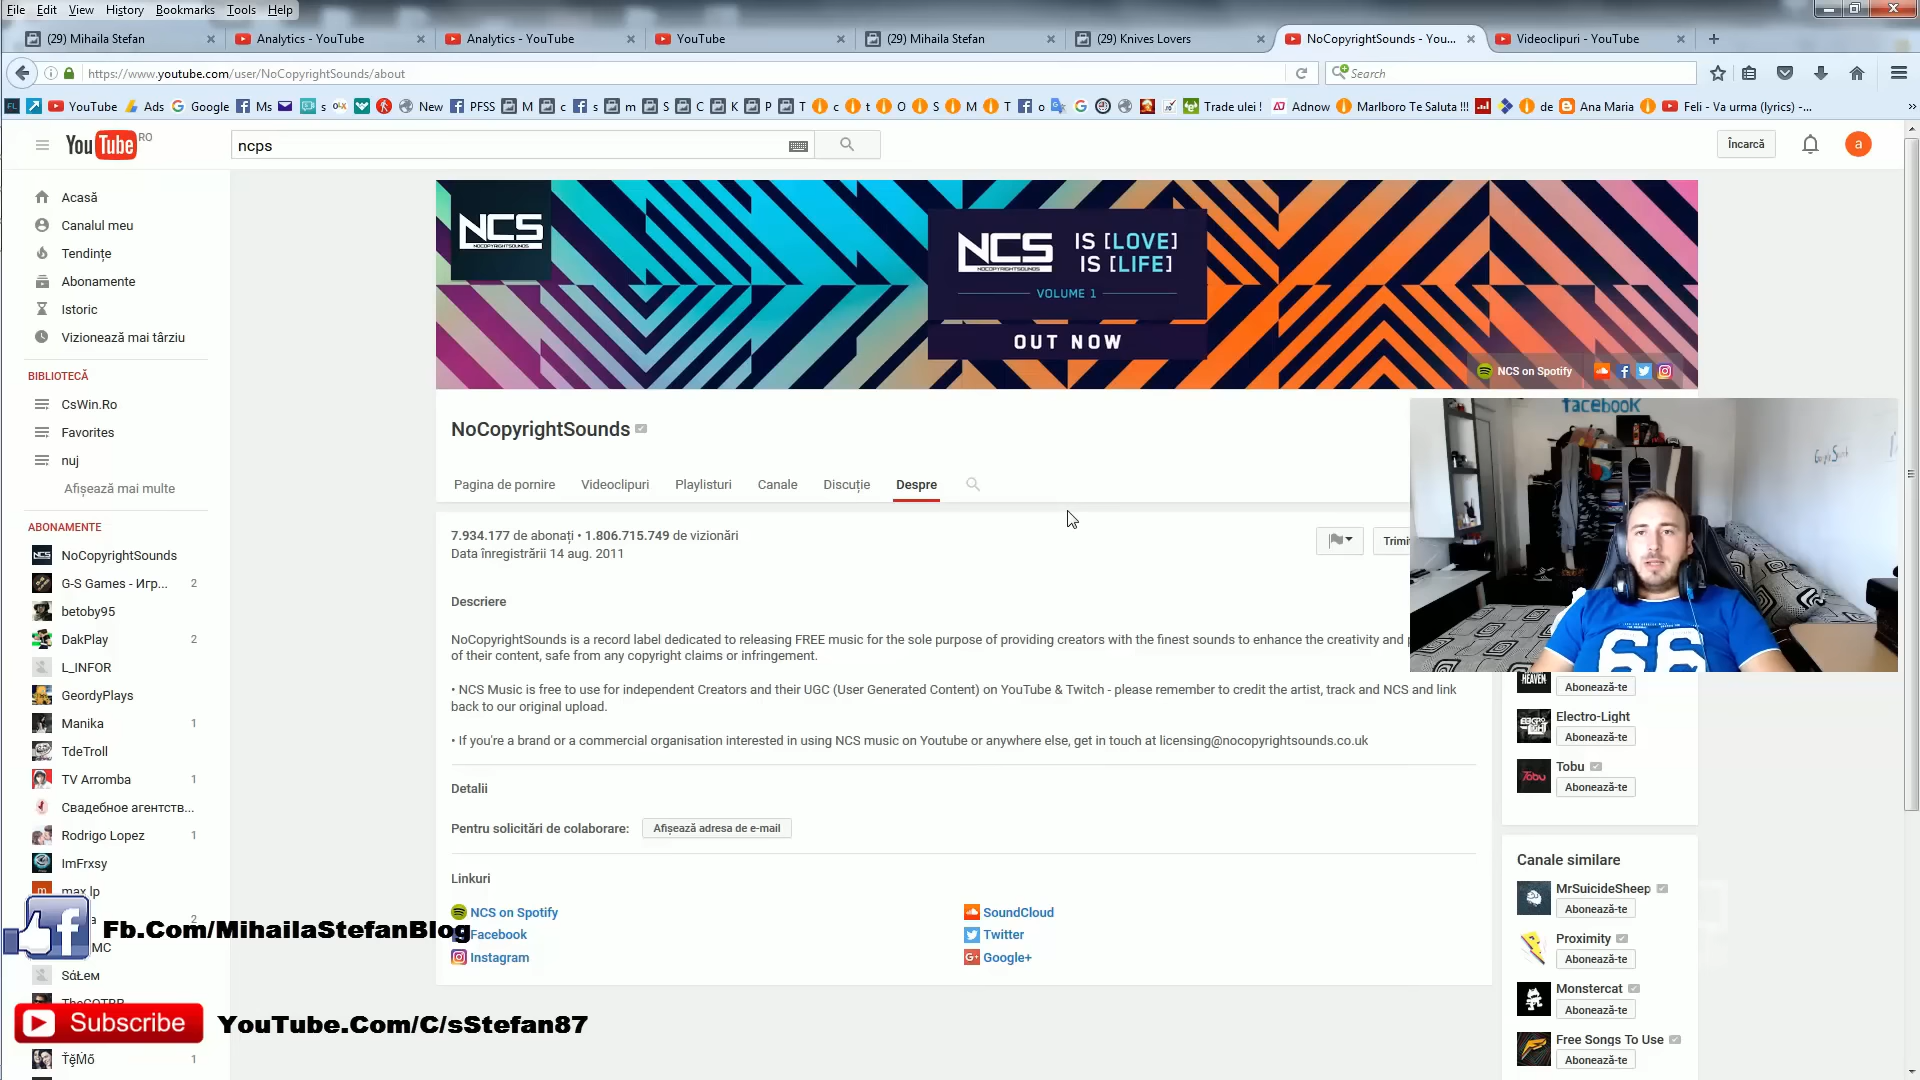 File Edit View History Bookmarks Tools Help
(29) Mihaila Stefan
Analytics - YouTube
Analytics - YouTube
YouTube
(29) Mihaila Stefan
(29) Knives Lovers
NoCopyrightSounds - You...
Videoclipuri - YouTube
https://www.youtube.com/user/NoCopyrightSounds/about
Search
YouTube Ads Google Ms s New PFSS M c s m S C K P T c t O S M T o Trade ulei ! Adnow Marlboro Te Saluta !!! de Ana Maria Feli - Va urma (lyrics) -...
YouTube RO
ncps
Încarcă
a
Acasă
Canalul meu
Tendințe
Abonamente
Istoric
Vizionează mai târziu
BIBLIOTECĂ
CsWin.Ro
Favorites
nuj
Afișează mai multe
ABONAMENTE
NoCopyrightSounds
G-S Games - Игр... 2
betoby95
DakPlay 2
L_INFOR
GeordyPlays
Manika 1
TdeTroll
TV Arromba 1
Свадебное агентств...
Rodrigo Lopez 1
ImFrxsy
max lp
a 2
MC
SάŁем
1
NCS
NOCOPYRIGHTSOUNDS
NCS
NOCOPYRIGHTSOUNDS
IS [LOVE]
IS [LIFE]
VOLUME 1
OUT NOW
NCS on Spotify
NoCopyrightSounds
Pagina de pornire Videoclipuri Playlisturi Canale Discuție Despre
7.934.177 de abonați • 1.806.715.749 de vizionări
Data înregistrării 14 aug. 2011
Trimi
Descriere
NoCopyrightSounds is a record label dedicated to releasing FREE music for the sole purpose of providing creators with the finest sounds to enhance the creativity and p
of their content, safe from any copyright claims or infringement.
• NCS Music is free to use for independent Creators and their UGC (User Generated Content) on YouTube & Twitch - please remember to credit the artist, track and NCS and link
back to our original upload.
• If you're a brand or a commercial organisation interested in using NCS music on Youtube or anywhere else, get in touch at licensing@nocopyrightsounds.co.uk
Detalii
Pentru solicitări de colaborare: Afișează adresa de e-mail
Linkuri
NCS on Spotify
Facebook
Instagram
SoundCloud
Twitter
Google+
facebook
66
HEAVEN
Abonează-te
Electro-Light
Abonează-te
Tobu
Abonează-te
Canale similare
MrSuicideSheep
Abonează-te
Proximity
Abonează-te
Monstercat
Abonează-te
Free Songs To Use
Abonează-te
Fb.Com/MihailaStefanBlog
Subscribe
YouTube.Com/C/sStefan87